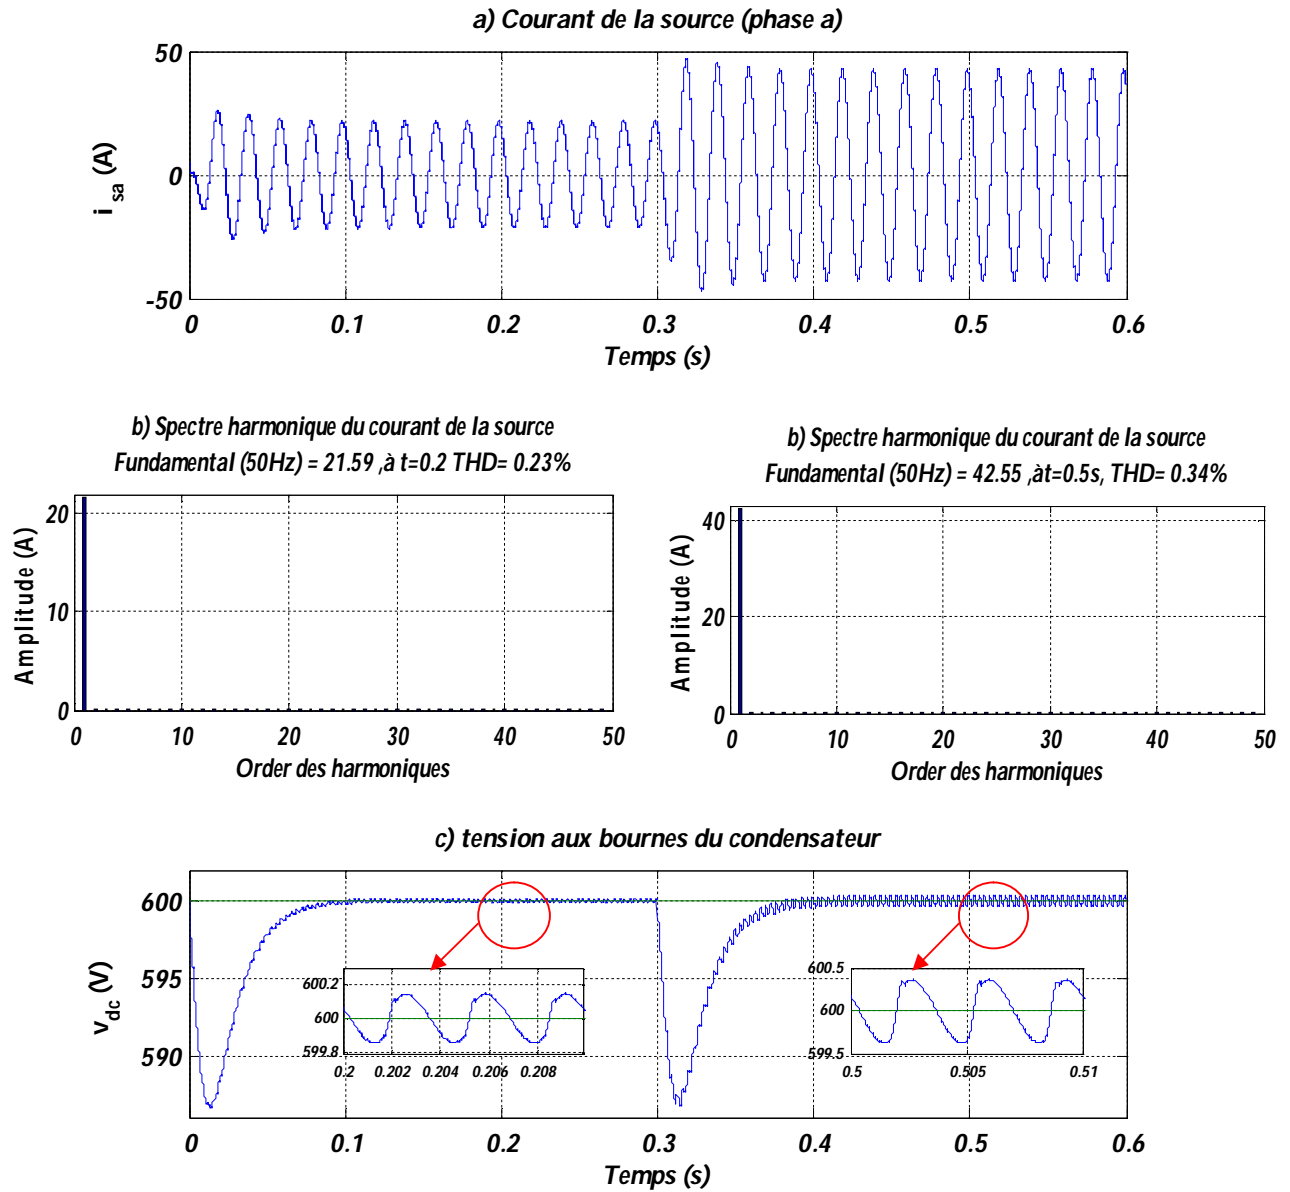 a) Courant de la source (phase a)
50
0
-50
i sa (A)
0 0.1 0.2 0.3 0.4 0.5 0.6
Temps (s)
b) Spectre harmonique du courant de la source
Fundamental (50Hz) = 21.59 ,à t=0.2 THD= 0.23%
20
10
0
Amplitude (A)
0 10 20 30 40 50
Order des harmoniques
b) Spectre harmonique du courant de la source
Fundamental (50Hz) = 42.55 ,àt=0.5s, THD= 0.34%
40
20
0
Amplitude (A)
0 10 20 30 40 50
Order des harmoniques
c) tension aux bournes du condensateur
600
595
590
v dc (V)
600.2
600
599.8
0.2 0.202 0.204 0.206 0.208
600.5
600
599.5
0.5 0.505 0.51
0 0.1 0.2 0.3 0.4 0.5 0.6
Temps (s)